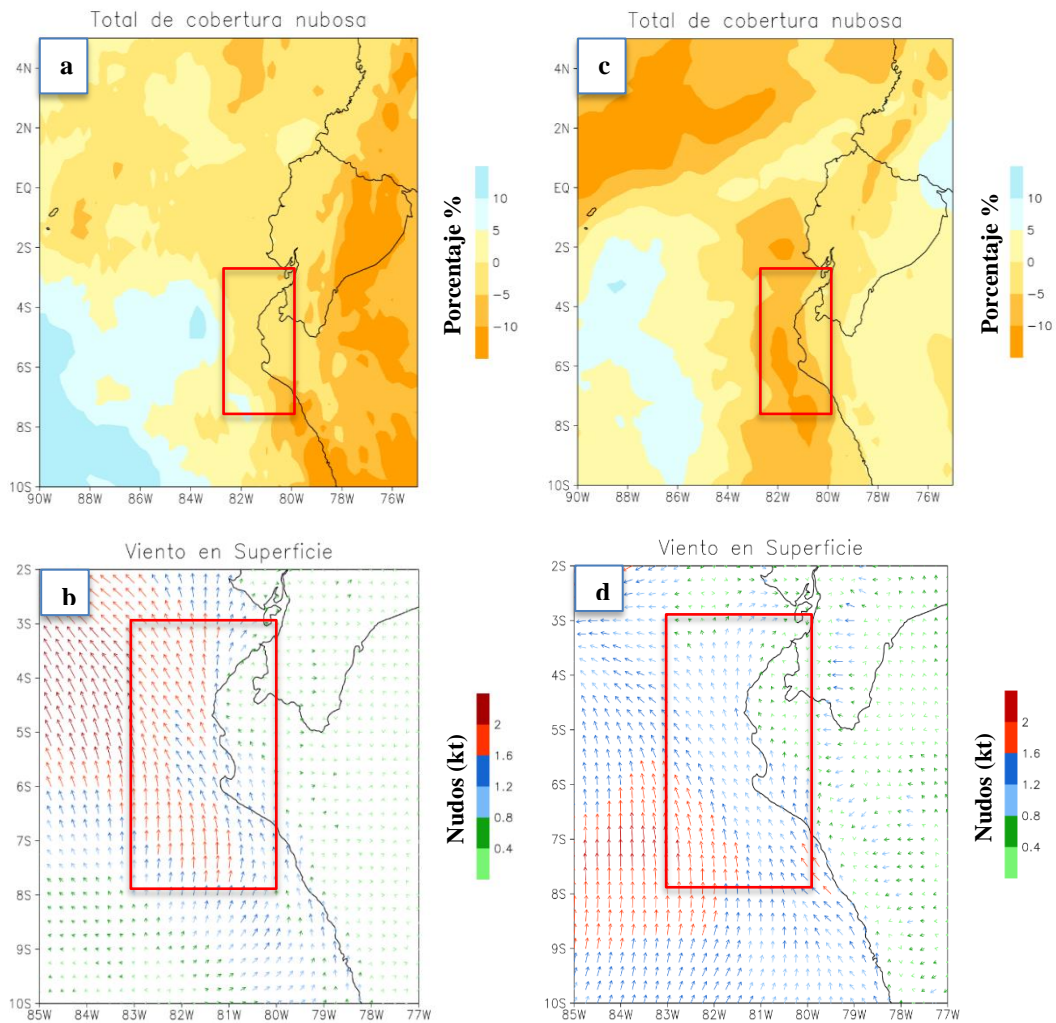 Total de cobertura nubosa
a
4N
2N
EQ
2S
4S
6S
8S
10S
90W 88W 86W 84W 82W 80W 78W 76W
10
5
0
−5
−10
Porcentaje %
Total de cobertura nubosa
c
4N
2N
EQ
2S
4S
6S
8S
10S
90W 88W 86W 84W 82W 80W 78W 76W
10
5
0
−5
−10
Porcentaje %
Viento en Superficie
b
2S
3S
4S
5S
6S
7S
8S
9S
10S
85W 84W 83W 82W 81W 80W 79W 78W 77W
2
1.6
1.2
0.8
0.4
Nudos (kt)
Viento en Superficie
d
2S
3S
4S
5S
6S
7S
8S
9S
10S
85W 84W 83W 82W 81W 80W 79W 78W 77W
2
1.6
1.2
0.8
0.4
Nudos (kt)